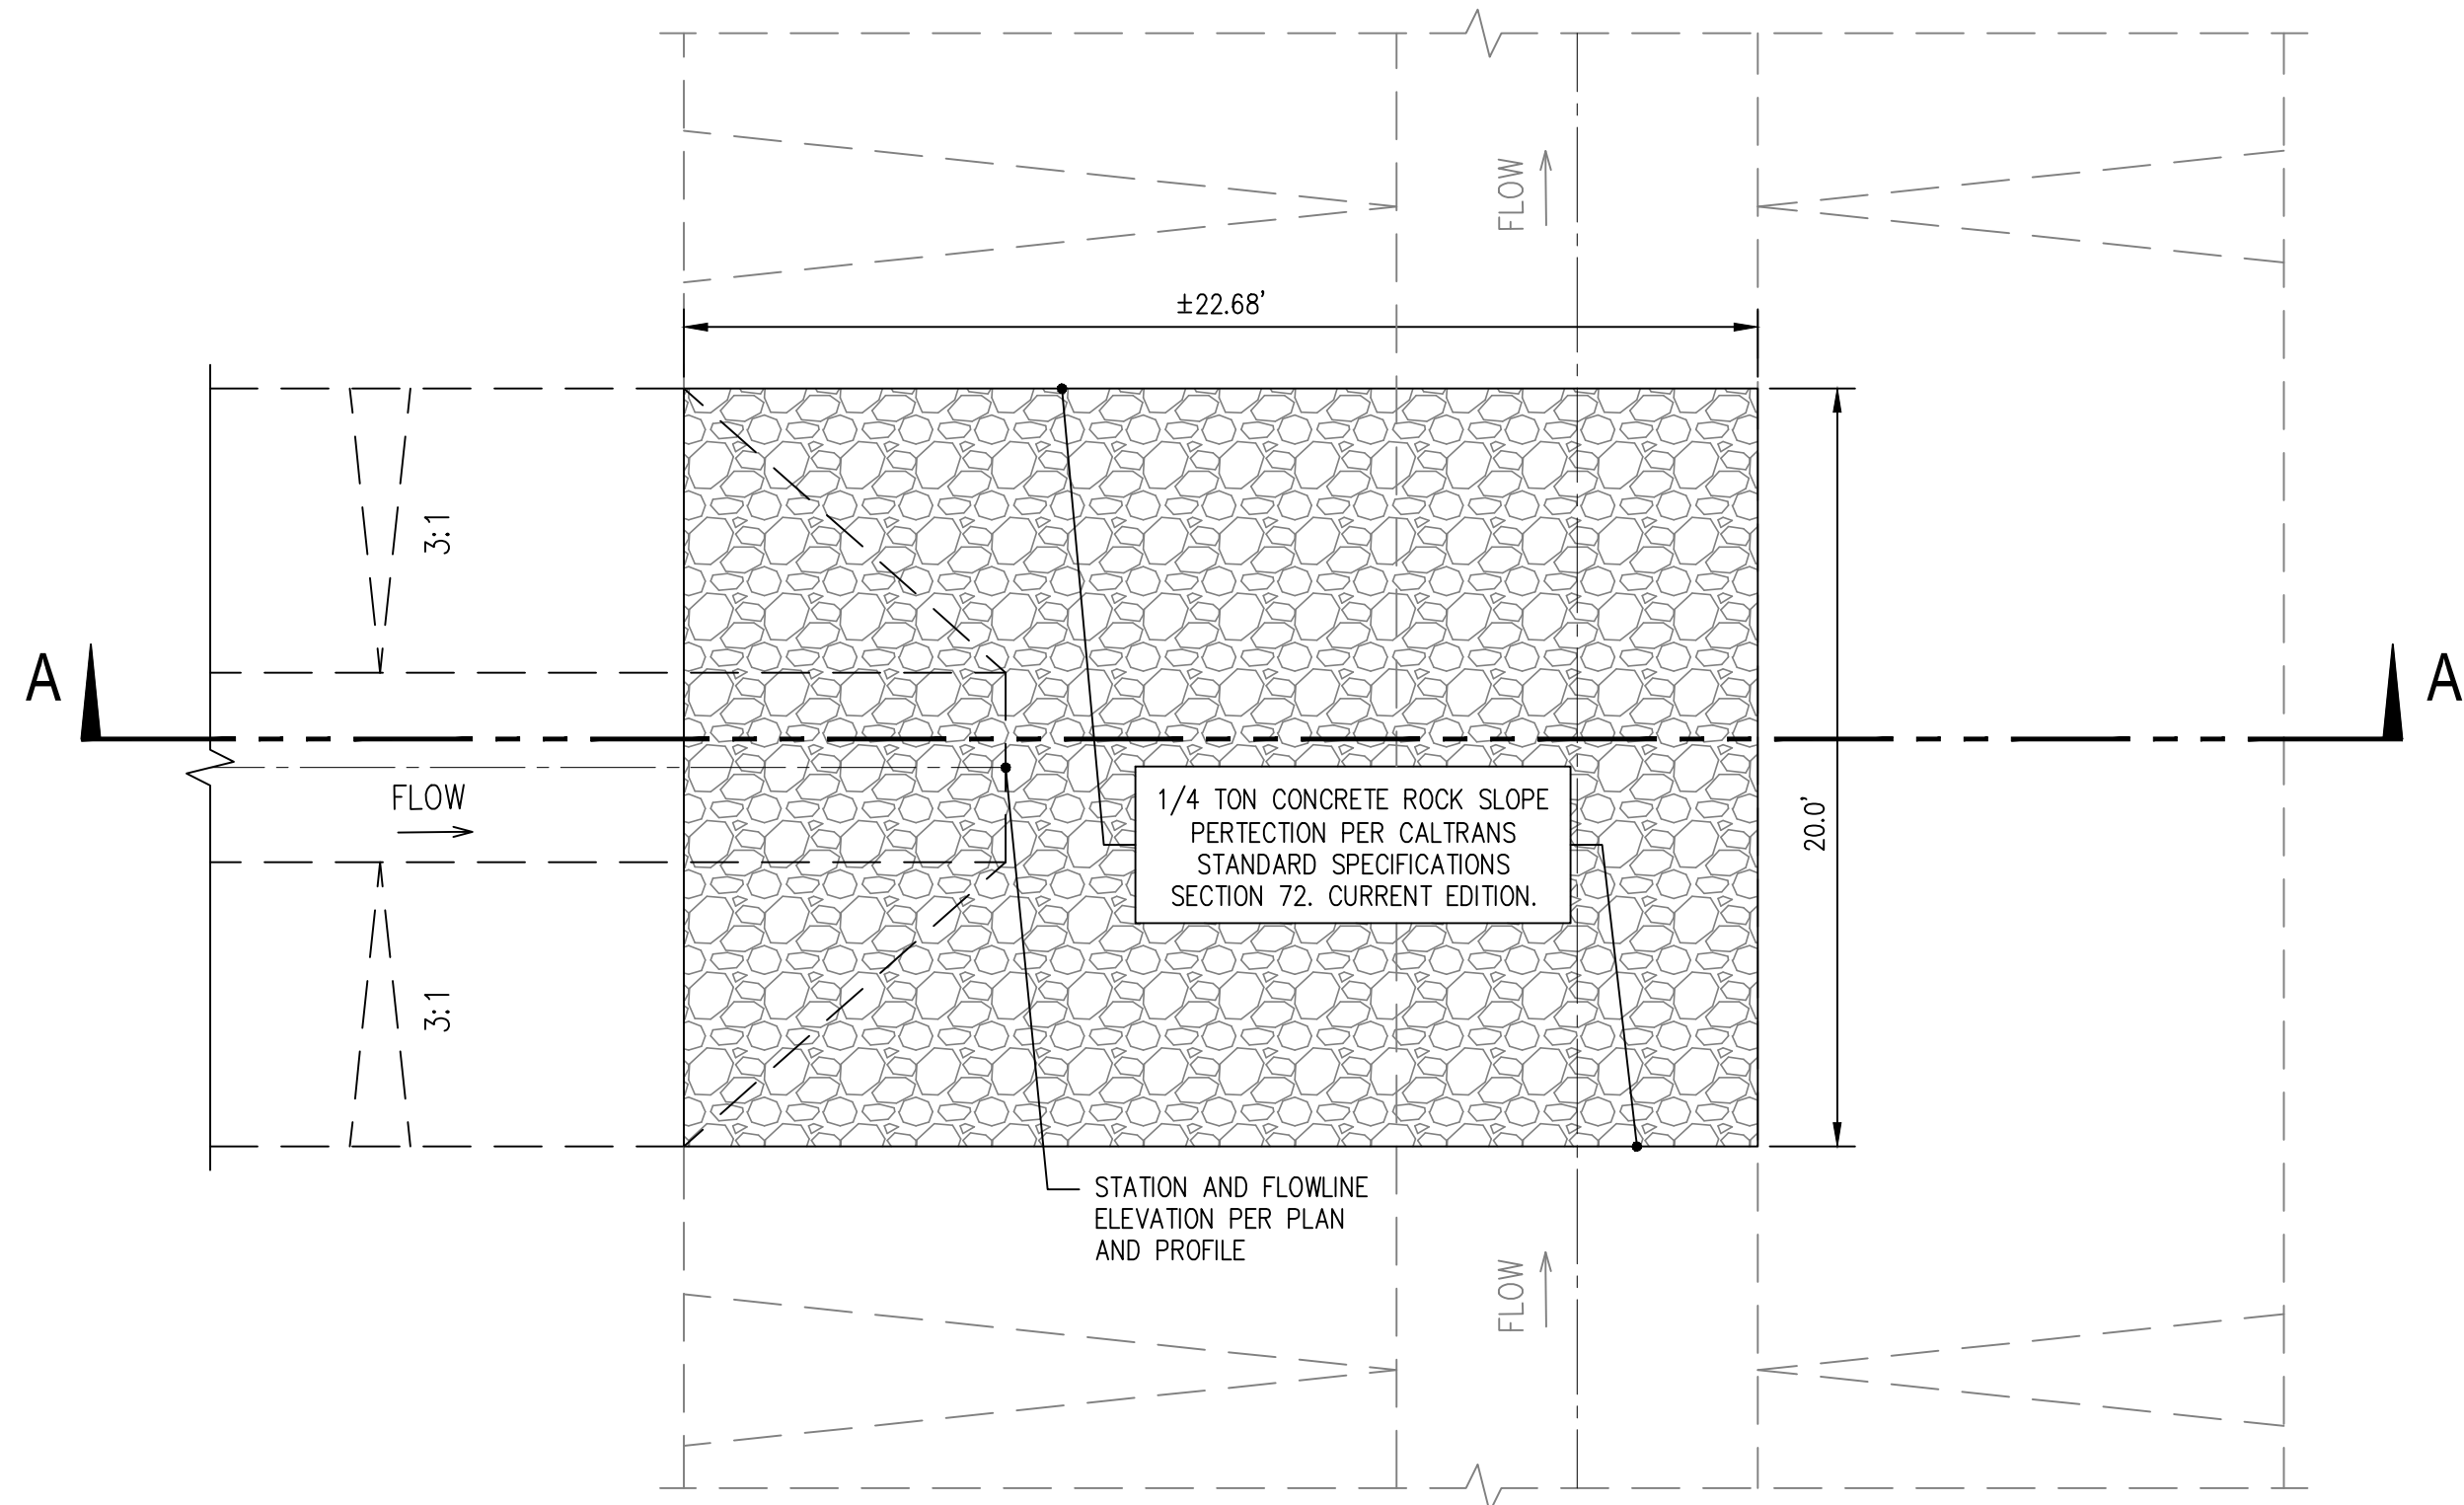 FLOW
±22.68'
3:1
A
A
FLOW
1/4 TON CONCRETE ROCK SLOPE
PERTECTION PER CALTRANS
STANDARD SPECIFICATIONS
SECTION 72. CURRENT EDITION.
20.0'
3:1
STATION AND FLOWLINE
ELEVATION PER PLAN
AND PROFILE
FLOW